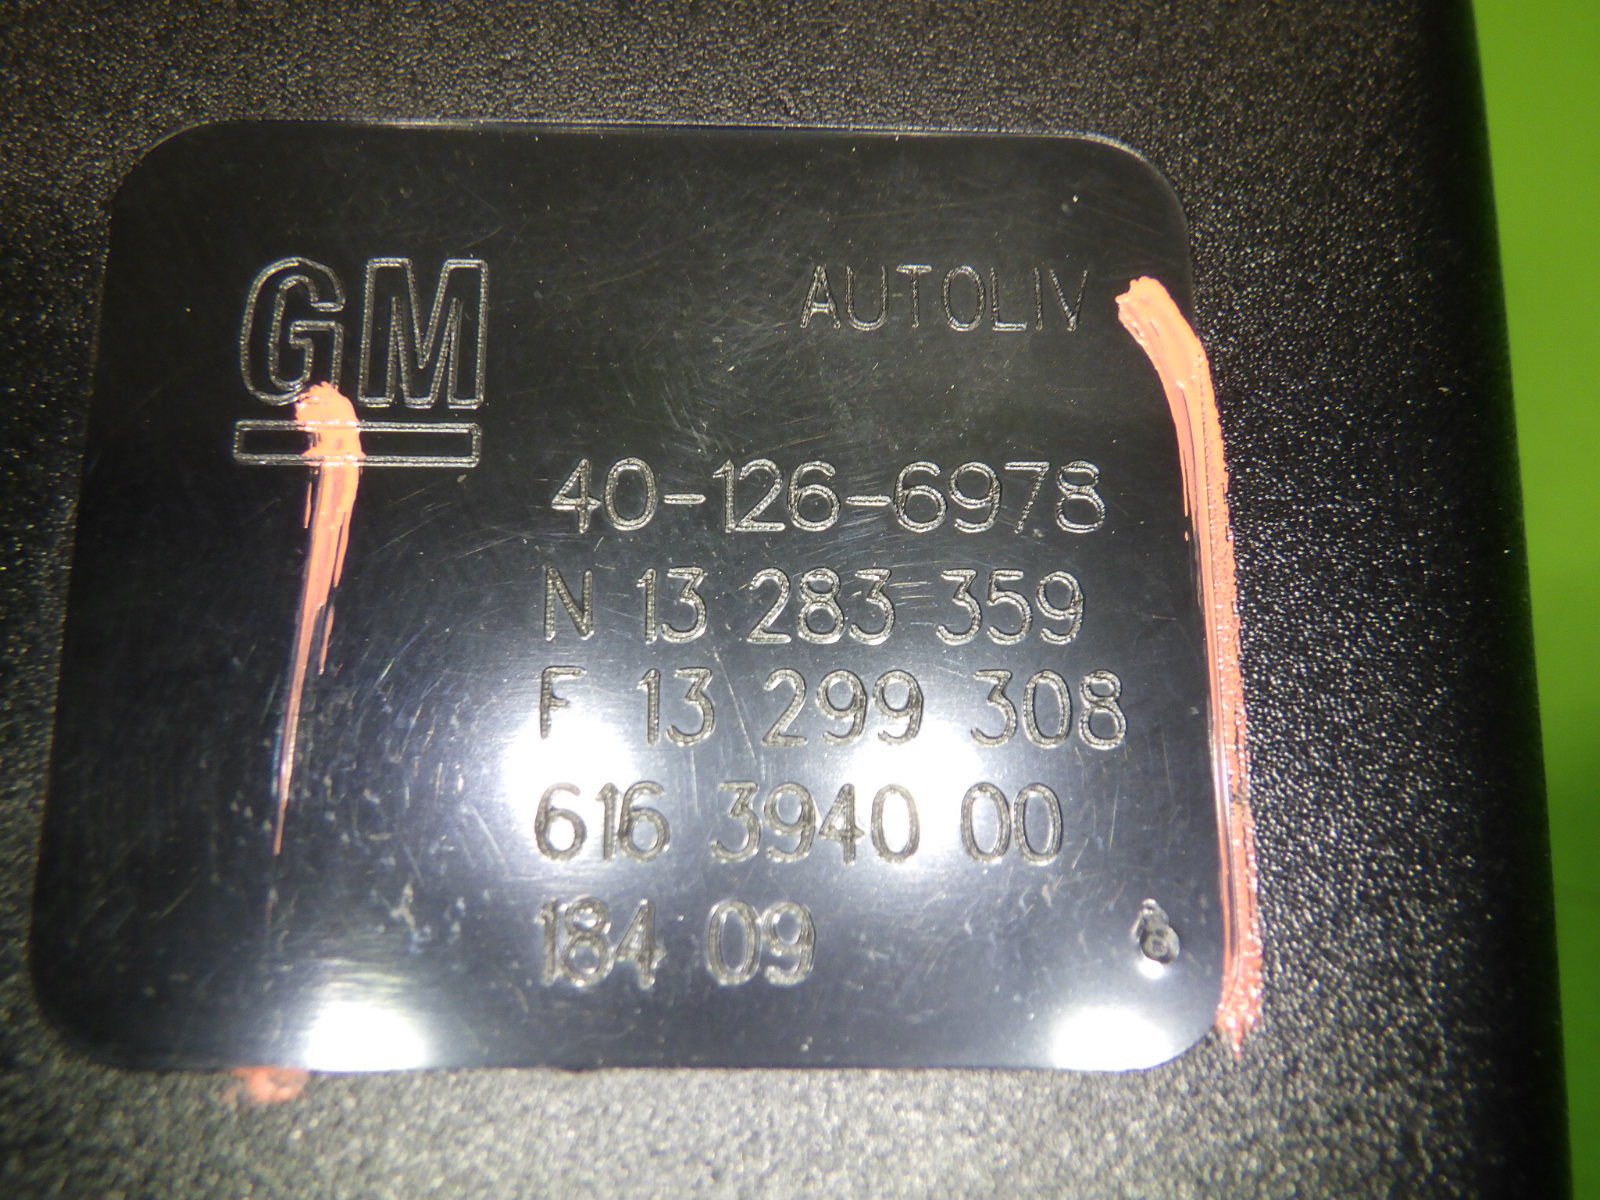 GM
AUTOLIV
40-126-6978
N 13 283 359
F 13 299 308
616 3940 00
184 09